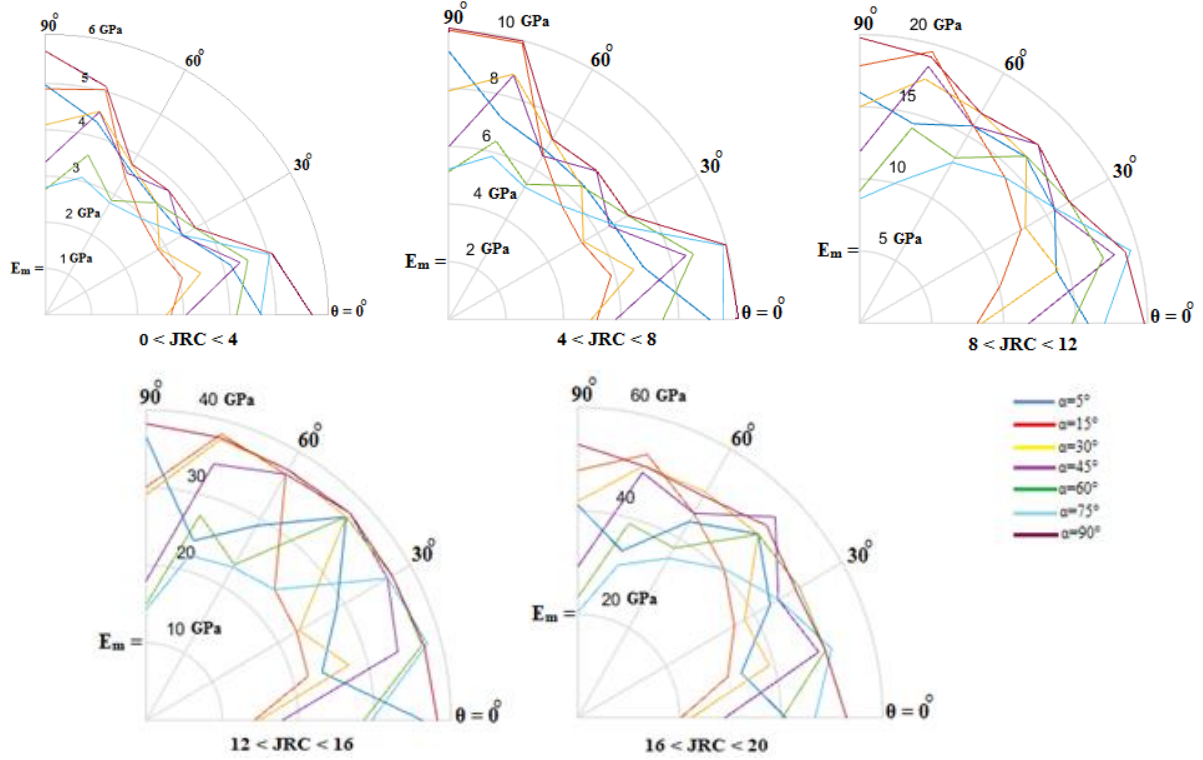 90° 6 GPa
60°
5
4
30°
3
2 GPa
1 GPa
Em =
θ = 0°
0 < JRC < 4
90° 10 GPa
60°
8
6
30°
4 GPa
2 GPa
Em =
θ = 0°
4 < JRC < 8
90° 20 GPa
60°
15
30°
10
5 GPa
Em =
θ = 0°
8 < JRC < 12
90° 40 GPa
60°
30
20
30°
10 GPa
Em =
θ = 0°
12 < JRC < 16
90° 60 GPa
60°
40
30°
20 GPa
Em =
θ = 0°
16 < JRC < 20
α=5°
α=15°
α=30°
α=45°
α=60°
α=75°
α=90°